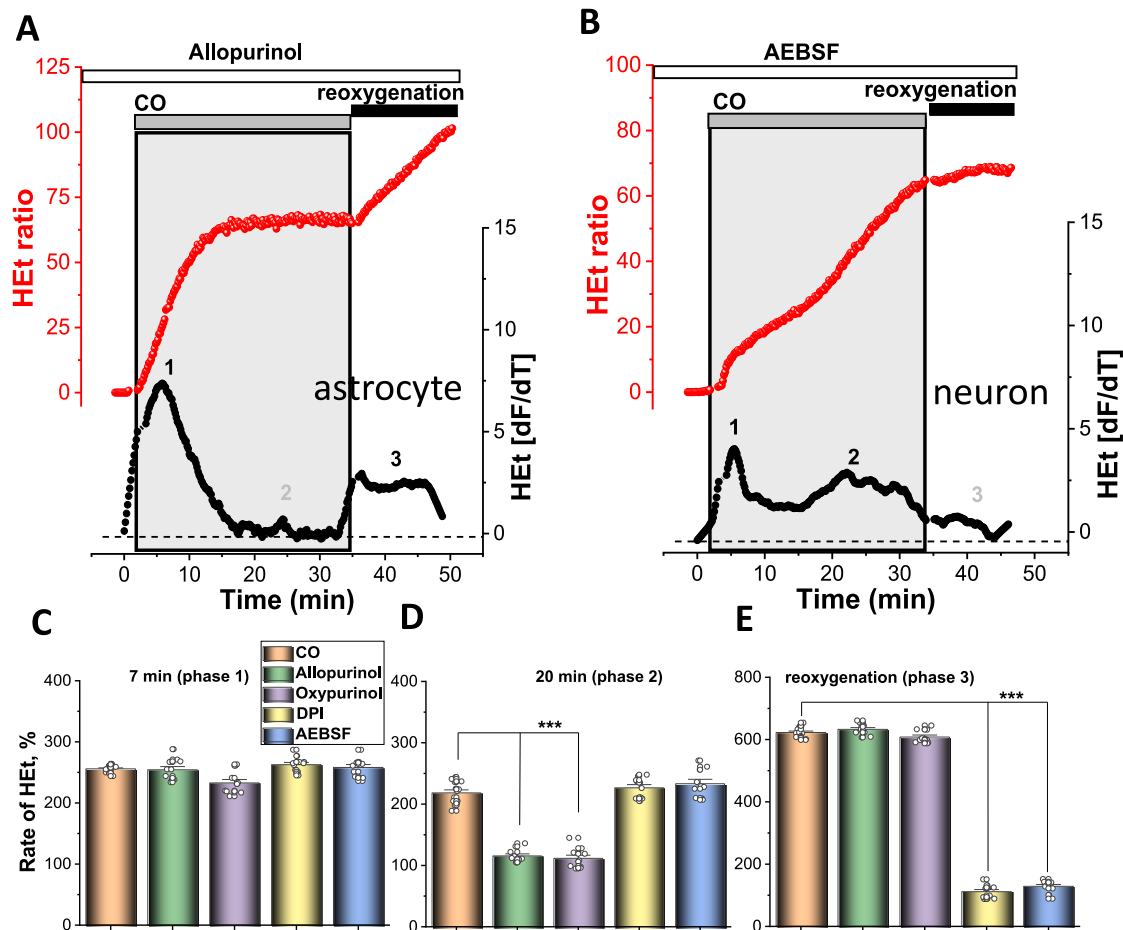 A
Allopurinol
reoxygenation
CO
125
100
75
50
25
0
HEt ratio
1
2
3
astrocyte
15
10
5
0
HEt [dF/dT]
0 10 20 30 40 50
Time (min)
B
AEBSF
reoxygenation
CO
100
80
60
40
20
0
HEt ratio
1
2
3
neuron
15
10
5
0
HEt [dF/dT]
0 10 20 30 40
Time (min)
C
7 min (phase 1)
CO
Allopurinol
Oxypurinol
DPI
AEBSF
400
300
200
100
0
Rate of HEt, %
D
20 min (phase 2)
***
400
300
200
100
0
E
reoxygenation (phase 3)
***
800
600
400
200
0